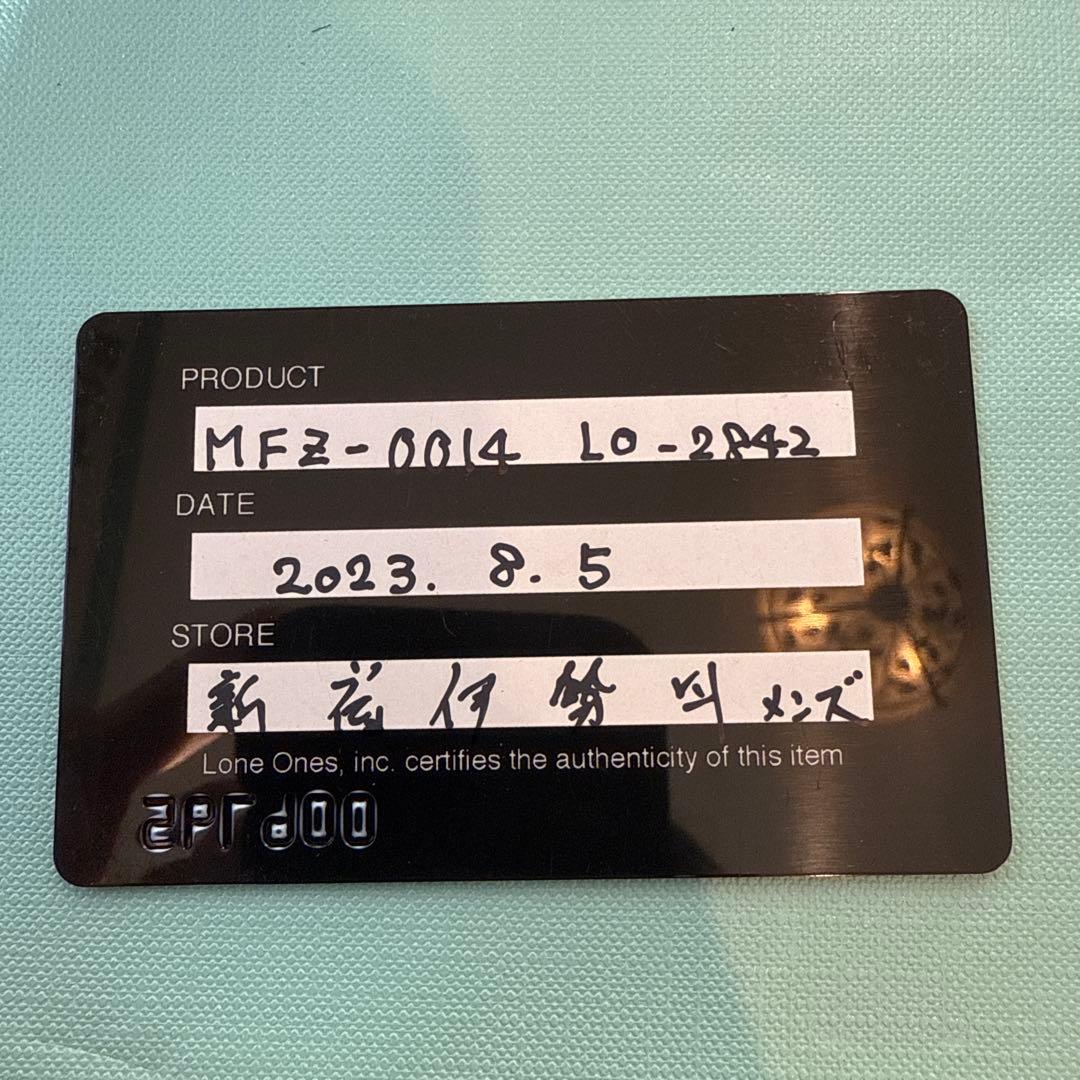 PRODUCT
MFZ-0014 LO-2842
DATE
2023. 8. 5
STORE
新宿伊勢丹 メンズ
Lone Ones, inc. certifies the authenticity of this item